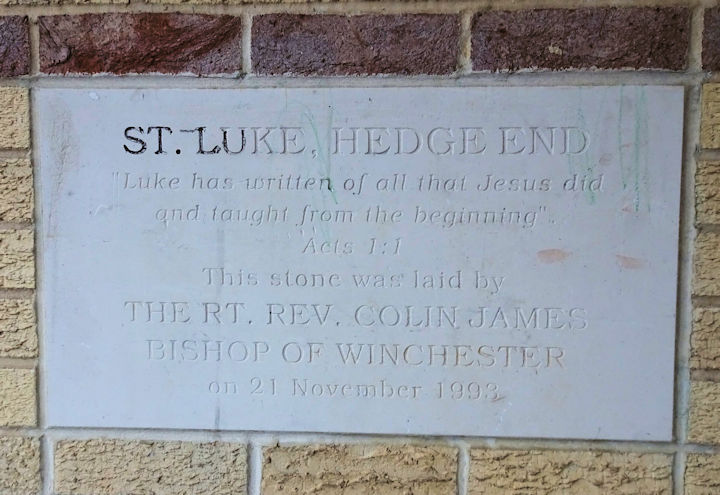 ST. LUKE, HEDGE END
"Luke has written of all that Jesus did
and taught from the beginning".
Acts 1:1
This stone was laid by
THE RT. REV. COLIN JAMES
BISHOP OF WINCHESTER
on 21 November 1993